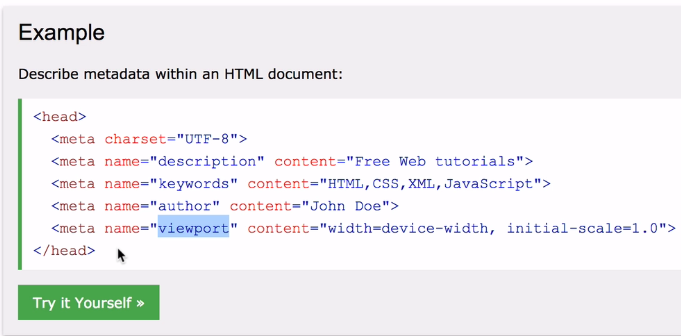 Example
Describe metadata within an HTML document:
<head>
<meta charset="UTF-8">
<meta name="description" content="Free Web tutorials">
<meta name="keywords" content="HTML,CSS,XML,JavaScript">
<meta name="author" content="John Doe">
<meta name="viewport" content="width=device-width, initial-scale=1.0">
</head>
Try it Yourself »